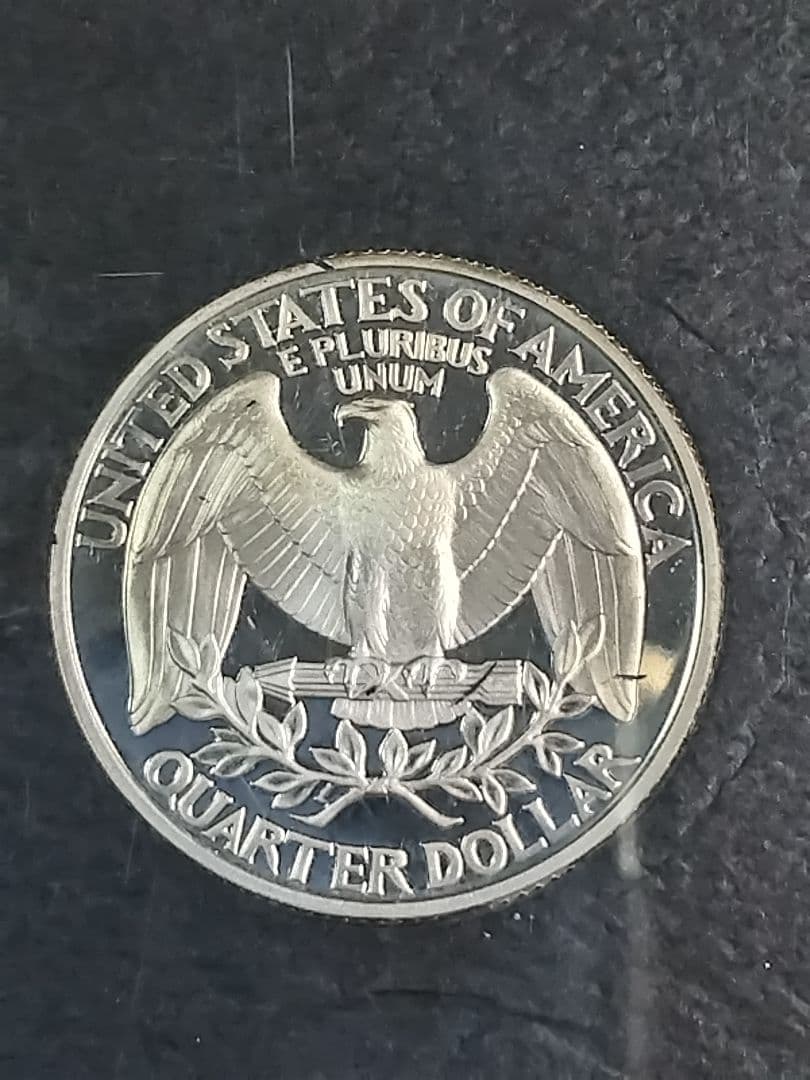 UNITED STATES OF AMERICA
E PLURIBUS
UNUM
QUARTER DOLLAR